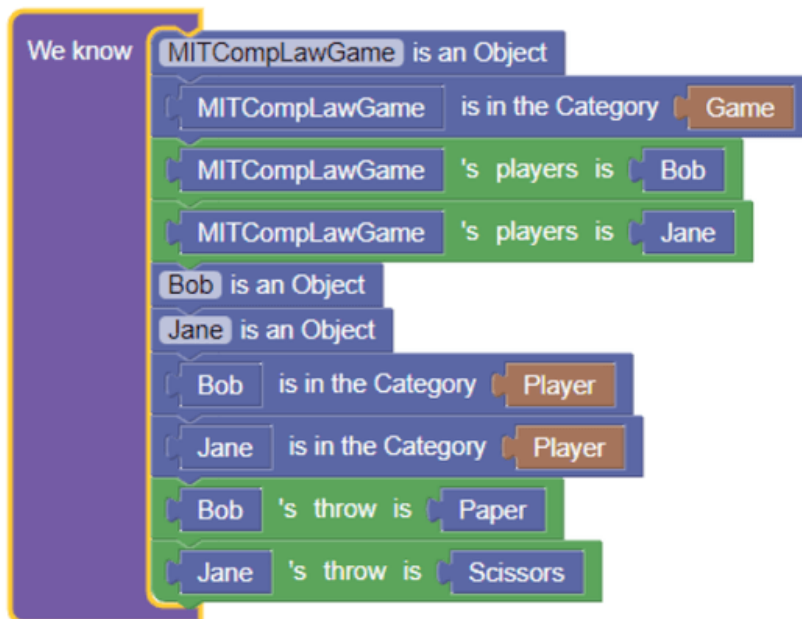 We know MITCompLawGame is an Object
MITCompLawGame is in the Category Game
MITCompLawGame 's players is Bob
MITCompLawGame 's players is Jane
Bob is an Object
Jane is an Object
Bob is in the Category Player
Jane is in the Category Player
Bob 's throw is Paper
Jane 's throw is Scissors